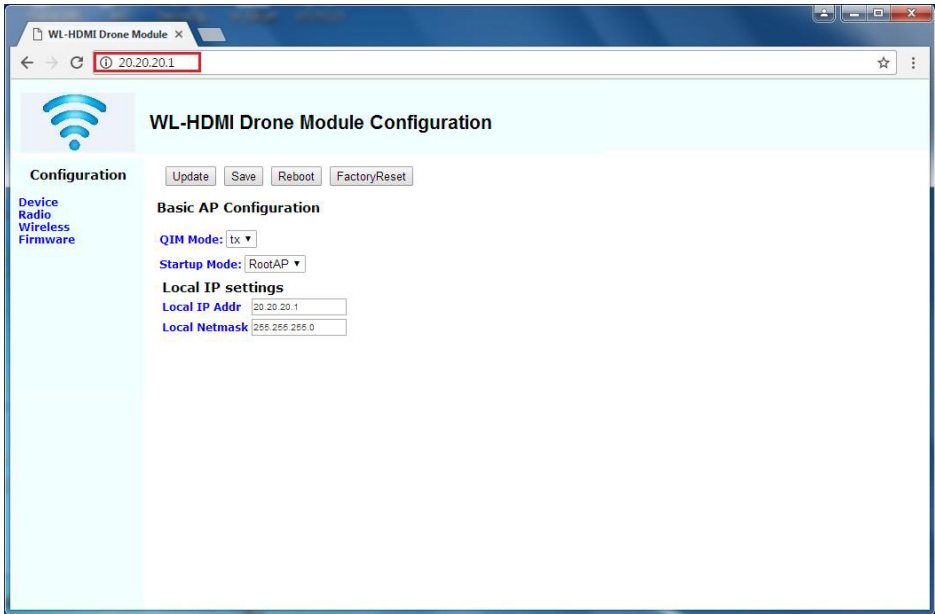 WL-HDMI Drone Module
20.20.20.1
WL-HDMI Drone Module Configuration
Configuration
Device
Radio
Wireless
Firmware
Update Save Reboot FactoryReset
Basic AP Configuration
QIM Mode: tx
Startup Mode: RootAP
Local IP settings
Local IP Addr 20.20.20.1
Local Netmask 255.255.255.0